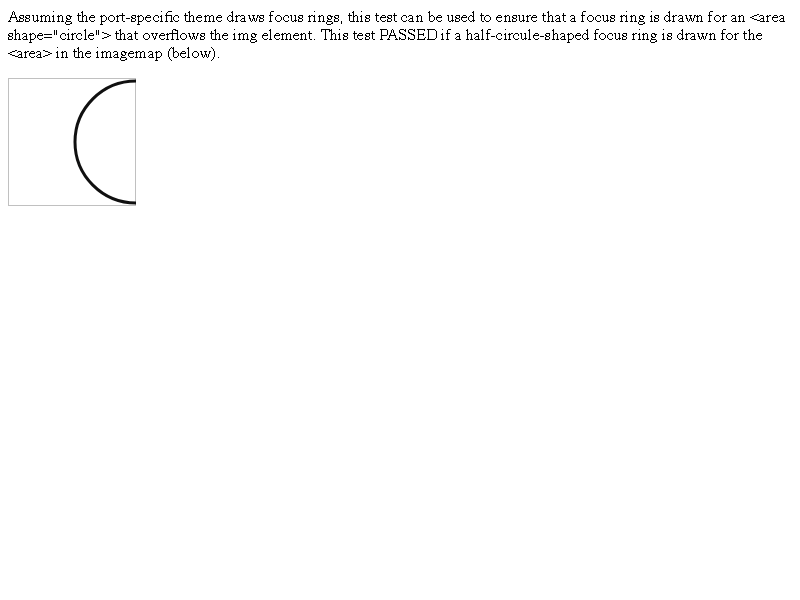 Assuming the port-specific theme draws focus rings, this test can be used to ensure that a focus ring is drawn for an <area
shape="circle"> that overflows the img element. This test PASSED if a half-circule-shaped focus ring is drawn for the
<area> in the imagemap (below).